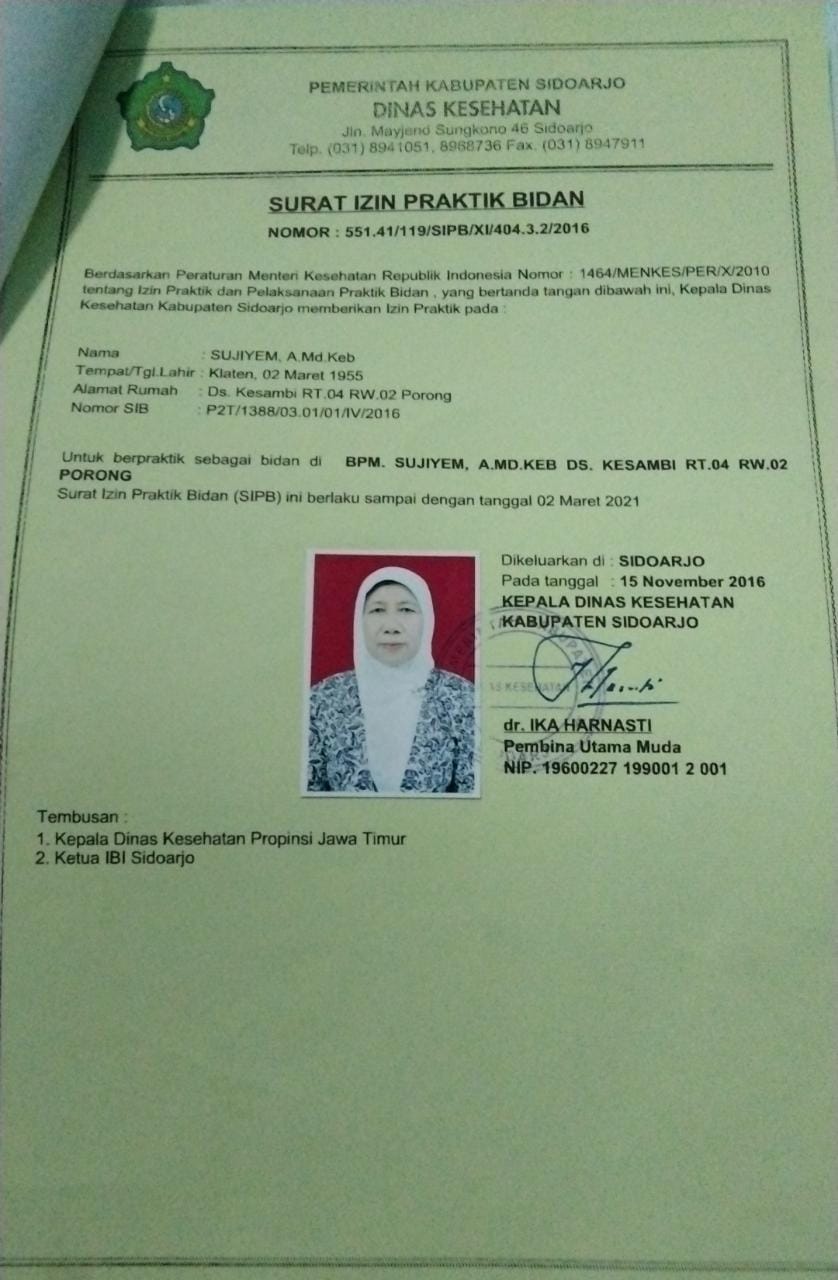 PEMERINTAH KABUPATEN SIDOARJO
DINAS KESEHATAN
Jln. Mayjend Sungkono 46 Sidoarjo
Telp. (031) 8941051, 8968736 Fax. (031) 8947911
SURAT IZIN PRAKTIK BIDAN
NOMOR : 551.41/119/SIPB/XI/404.3.2/2016
Berdasarkan Peraturan Menteri Kesehatan Republik Indonesia Nomor : 1464/MENKES/PER/X/2010
tentang Izin Praktik dan Pelaksanaan Praktik Bidan , yang bertanda tangan dibawah ini, Kepala Dinas
Kesehatan Kabupaten Sidoarjo memberikan Izin Praktik pada :
Nama : SUJIYEM, A.Md.Keb
Tempat/Tgl.Lahir : Klaten, 02 Maret 1955
Alamat Rumah : Ds. Kesambi RT.04 RW.02 Porong
Nomor SIB : P2T/1388/03.01/01/IV/2016
Untuk berpraktik sebagai bidan di BPM. SUJIYEM, A.MD.KEB DS. KESAMBI RT.04 RW.02
PORONG
Surat Izin Praktik Bidan (SIPB) ini berlaku sampai dengan tanggal 02 Maret 2021
Dikeluarkan di : SIDOARJO
Pada tanggal : 15 November 2016
KEPALA DINAS KESEHATAN
KABUPATEN SIDOARJO
dr. IKA HARNASTI
Pembina Utama Muda
NIP. 19600227 199001 2 001
Tembusan :
1. Kepala Dinas Kesehatan Propinsi Jawa Timur
2. Ketua IBI Sidoarjo